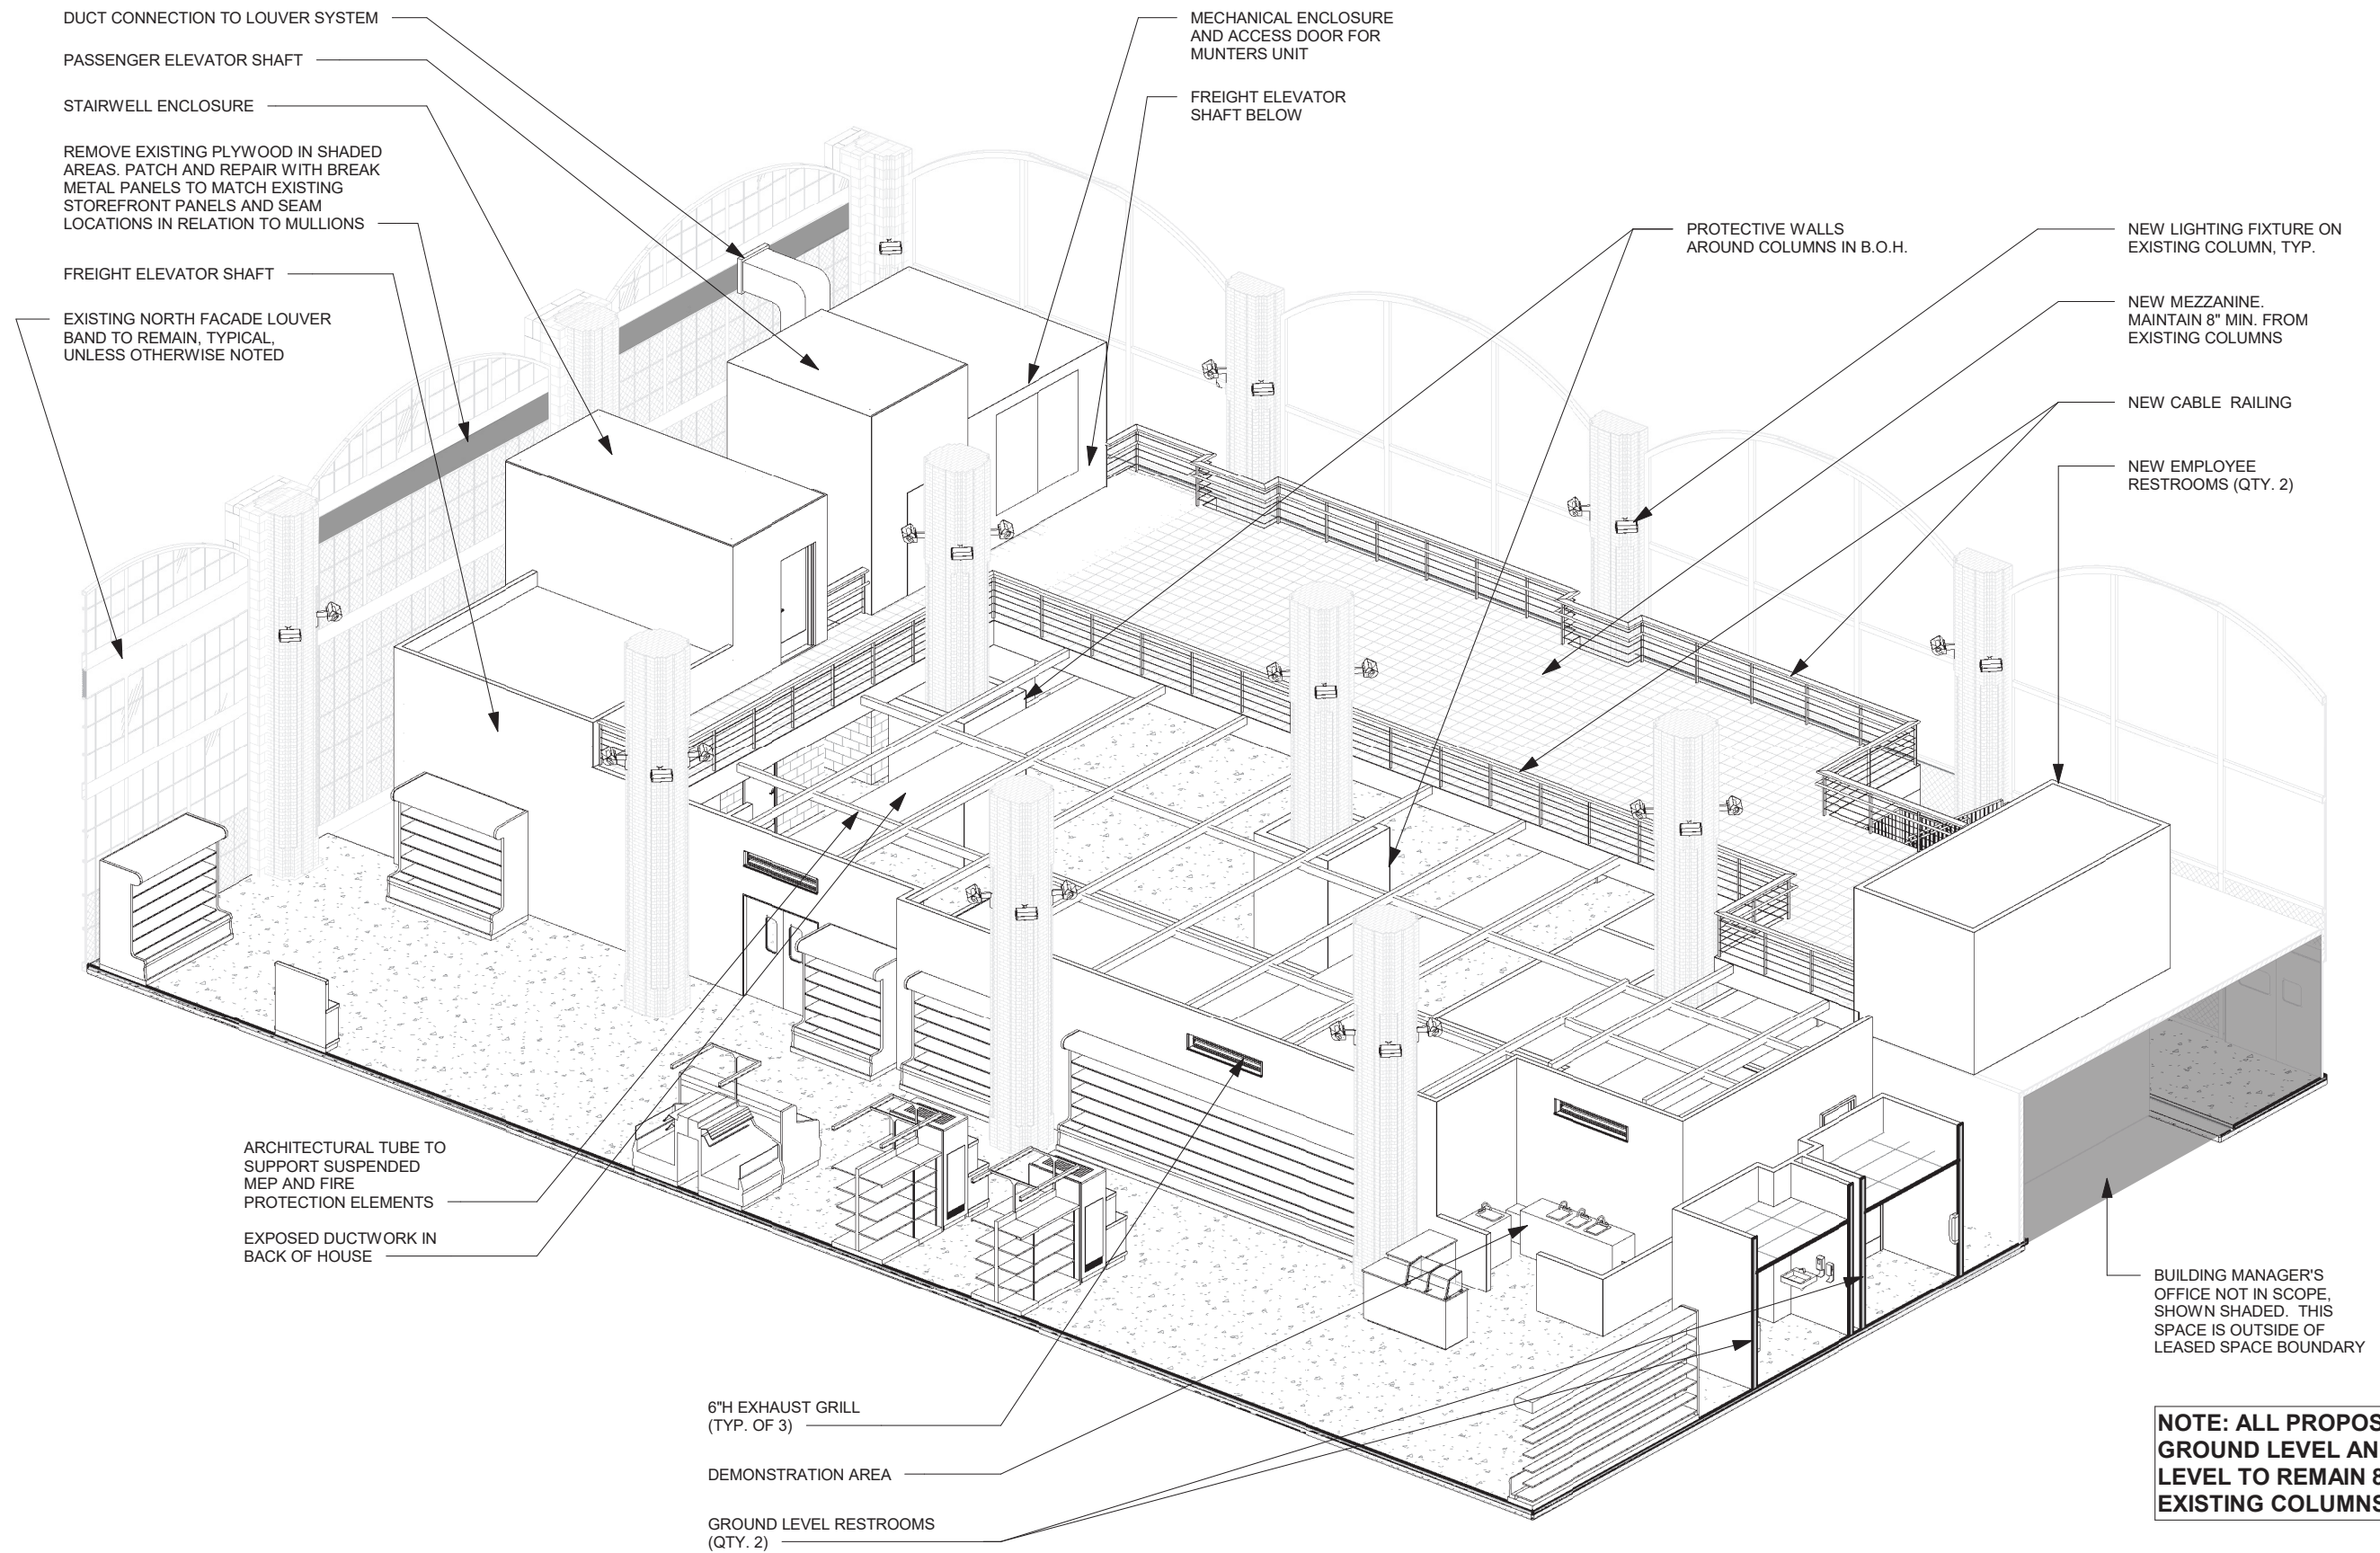 DUCT CONNECTION TO LOUVER SYSTEM
PASSENGER ELEVATOR SHAFT
STAIRWELL ENCLOSURE
REMOVE EXISTING PLYWOOD IN SHADED
AREAS. PATCH AND REPAIR WITH BREAK
METAL PANELS TO MATCH EXISTING
STOREFRONT PANELS AND SEAM
LOCATIONS IN RELATION TO MULLIONS
FREIGHT ELEVATOR SHAFT
EXISTING NORTH FACADE LOUVER
BAND TO REMAIN, TYPICAL,
UNLESS OTHERWISE NOTED
MECHANICAL ENCLOSURE
AND ACCESS DOOR FOR
MUNTERS UNIT
FREIGHT ELEVATOR
SHAFT BELOW
PROTECTIVE WALLS
AROUND COLUMNS IN B.O.H.
NEW LIGHTING FIXTURE ON
EXISTING COLUMN, TYP.
NEW MEZZANINE.
MAINTAIN 8" MIN. FROM
EXISTING COLUMNS
NEW CABLE RAILING
NEW EMPLOYEE
RESTROOMS (QTY. 2)
ARCHITECTURAL TUBE TO
SUPPORT SUSPENDED
MEP AND FIRE
PROTECTION ELEMENTS
EXPOSED DUCTWORK IN
BACK OF HOUSE
6"H EXHAUST GRILL
(TYP. OF 3)
DEMONSTRATION AREA
GROUND LEVEL RESTROOMS
(QTY. 2)
BUILDING MANAGER'S
OFFICE NOT IN SCOPE,
SHOWN SHADED. THIS
SPACE IS OUTSIDE OF
LEASED SPACE BOUNDARY
NOTE: ALL PROPOS
GROUND LEVEL AN
LEVEL TO REMAIN 8
EXISTING COLUMNS